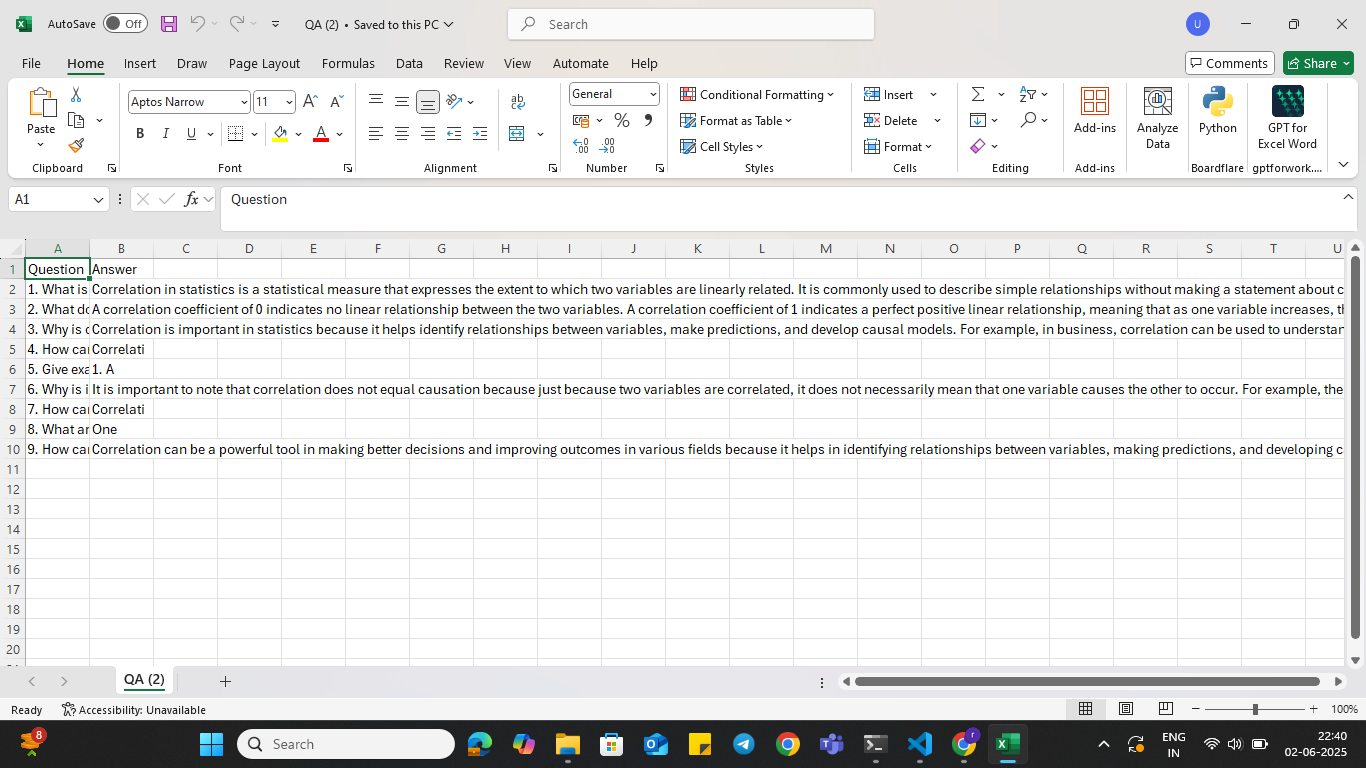 AutoSave Off QA (2) • Saved to this PC Search U
File Home Insert Draw Page Layout Formulas Data Review View Automate Help Comments Share
Paste Aptos Narrow 11 A A ab General Conditional Formatting Insert Add-ins Analyze Data Python GPT for Excel Word
B I U A % Format as Table Delete
Cell Styles Format
Clipboard Font Alignment Number Styles Cells Editing Add-ins Boardflare gptforwork....
A1 fx Question
A B C D E F G H I J K L M N O P Q R S T U
1 Question Answer
2 1. What is Correlation in statistics is a statistical measure that expresses the extent to which two variables are linearly related. It is commonly used to describe simple relationships without making a statement about c
3 2. What do A correlation coefficient of 0 indicates no linear relationship between the two variables. A correlation coefficient of 1 indicates a perfect positive linear relationship, meaning that as one variable increases, th
4 3. Why is c Correlation is important in statistics because it helps identify relationships between variables, make predictions, and develop causal models. For example, in business, correlation can be used to understan
5 4. How can Correlati
6 5. Give exa 1. A
7 6. Why is i It is important to note that correlation does not equal causation because just because two variables are correlated, it does not necessarily mean that one variable causes the other to occur. For example, the
8 7. How can Correlati
9 8. What ar One
10 9. How can Correlation can be a powerful tool in making better decisions and improving outcomes in various fields because it helps in identifying relationships between variables, making predictions, and developing c
11
12
13
14
15
16
17
18
19
20
QA (2)
Ready Accessibility: Unavailable 100%
8 Search ENG IN 22:40 02-06-2025